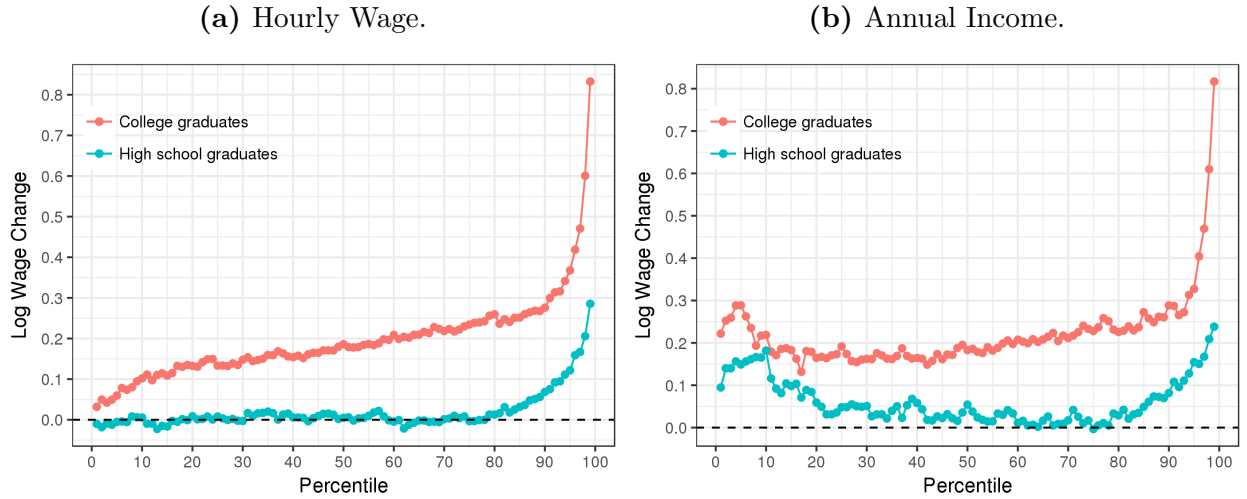 (a) Hourly Wage.
Log Wage Change
0.8
0.7
0.6
0.5
0.4
0.3
0.2
0.1
0.0
College graduates
High school graduates
0 10 20 30 40 50 60 70 80 90 100
Percentile
(b) Annual Income.
Log Wage Change
0.8
0.7
0.6
0.5
0.4
0.3
0.2
0.1
0.0
College graduates
High school graduates
0 10 20 30 40 50 60 70 80 90 100
Percentile